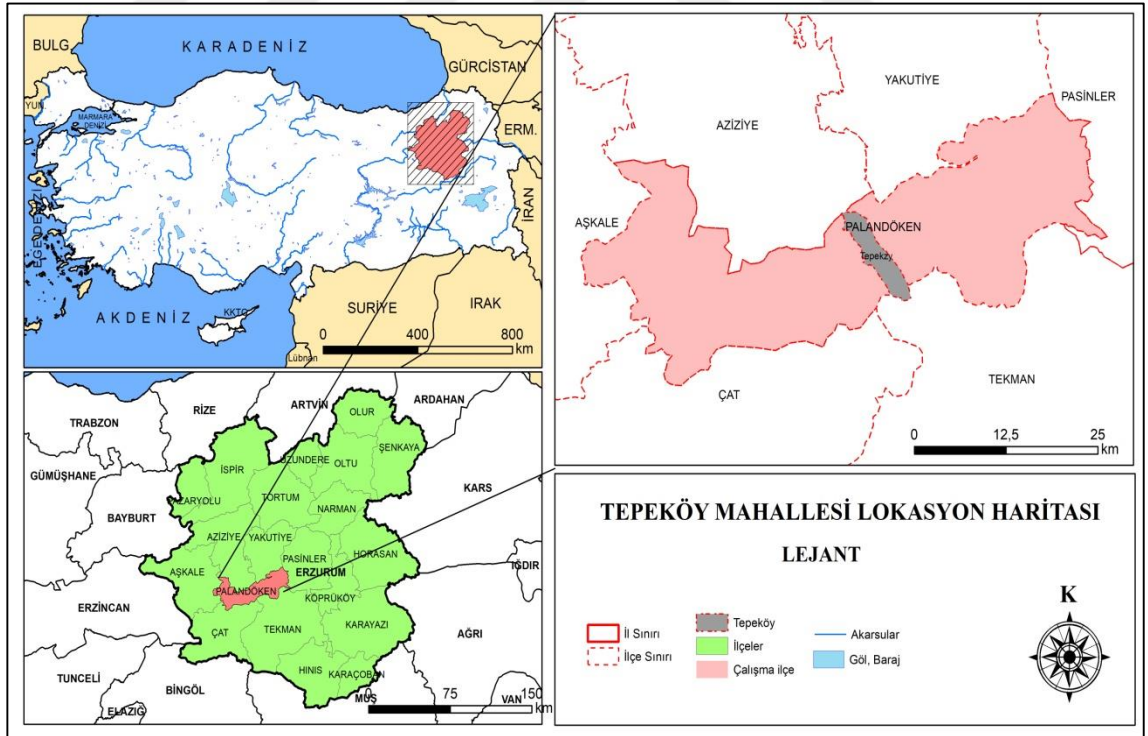 BULG
KARADENİZ
GÜRCİSTAN
YUN.
MARMARA
DENİZİ
ERM.
EGE DENİZİ
İRAN
AKDENİZ
KKTC
SURİYE
IRAK
Lübnan
0 400 800
km
YAKUTİYE
PASİNLER
AZİZİYE
AŞKALE
PALANDÖKEN
Tepeköy
TEKMAN
ÇAT
0 12,5 25
km
ARTVİN
ARDAHAN
RİZE
TRABZON
OLUR
ŞENKAYA
UZUNDERE
OLTU
İSPİR
GÜMÜŞHANE
KARS
PAZARYOLU
TORTUM
NARMAN
BAYBURT
AZİZİYE
YAKUTİYE
PASİNLER
HORASAN
AŞKALE
ERZURUM
IĞDIR
PALANDÖKEN
KÖPRÜKÖY
ERZİNCAN
ÇAT
TEKMAN
KARAYAZI
AĞRI
TUNCELİ
HINIS
KARAÇOBAN
BİNGÖL
0 75 150
km
MUŞ
VAN
ELAZIĞ
TEPEKÖY MAHALLESİ LOKASYON HARİTASI
LEJANT
K
İl Sınırı
İlçe Sınırı
Tepeköy
İlçeler
Çalışma ilçe
Akarsular
Göl, Baraj